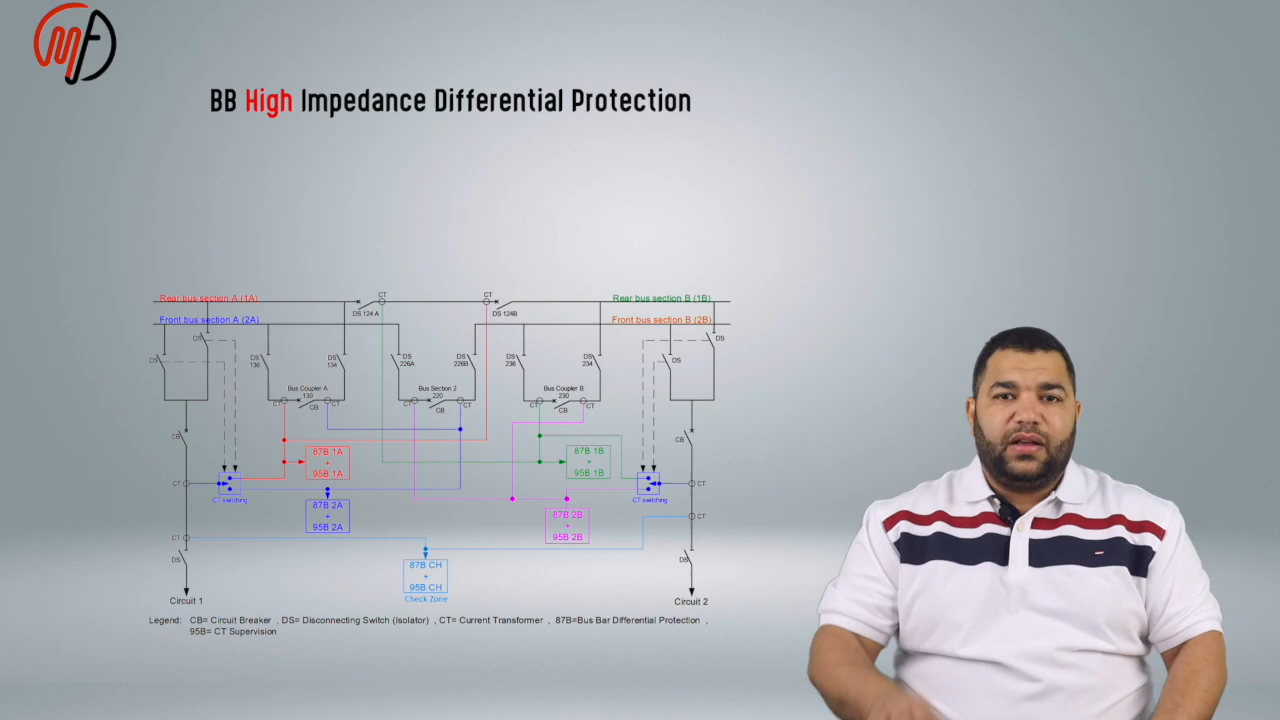 BB High Impedance Differential Protection
CT
CT
Rear bus section A (1A)
Rear bus section B (1B)
DS 124 A
DS 124B
Front bus section A (2A)
Front bus section B (2B)
DS
DS
DS
DS
136
DS
134
DS
226A
DS
226B
DS
236
DS
234
DS
Bus Coupler A
130
Bus Section 2
220
Bus Coupler B
230
CT
CB
CT
CT
CB
CT
CT
CB
CT
CB
CB
87B 1A
+
95B 1A
87B 1B
+
95B 1B
CT
CT
CT switching
CT switching
87B 2A
+
95B 2A
87B 2B
+
95B 2B
CT
CT
DS
DS
87B CH
+
95B CH
Check Zone
Circuit 1
Circuit 2
Legend: CB= Circuit Breaker , DS= Disconnecting Switch (Isolator) , CT= Current Transformer , 87B=Bus Bar Differential Protection ,
95B= CT Supervision